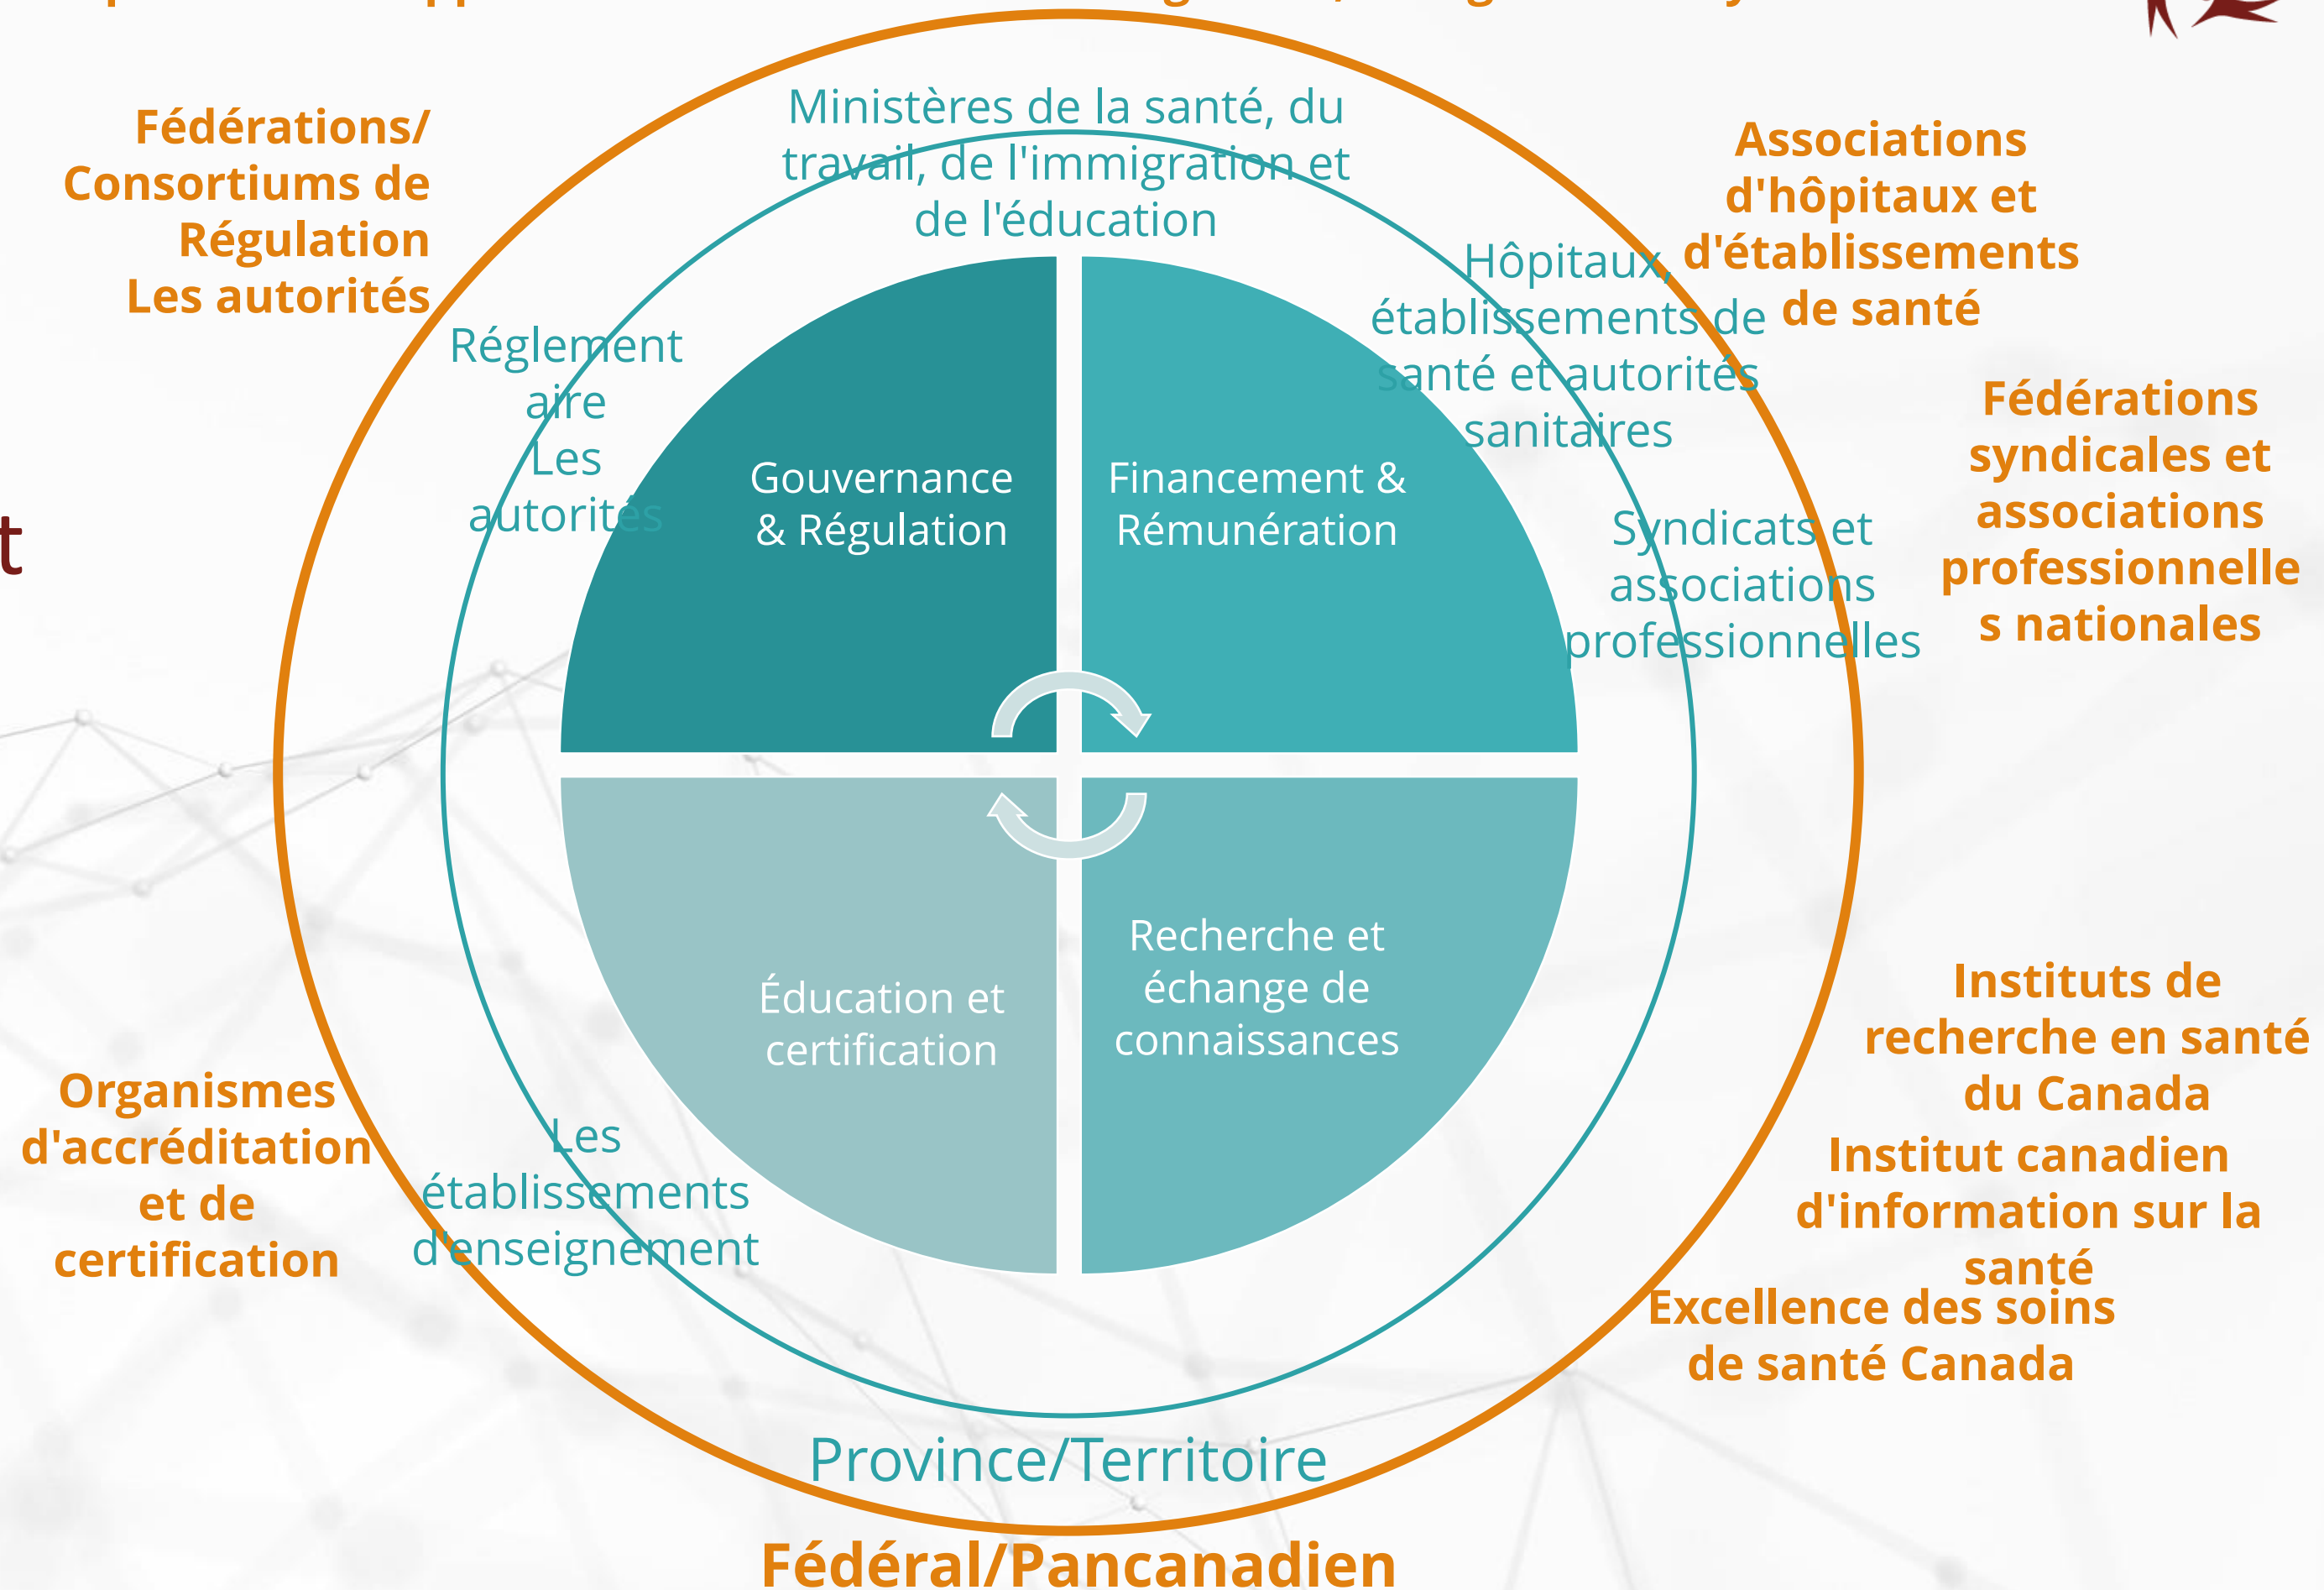 Fédérations/
Consortiums de
Régulation
Les autorités
Ministères de la santé, du
travail, de l'immigration et
de l'éducation
Associations
d'hôpitaux et
d'établissements
de santé
Réglement
aire
Les
autorités
Hôpitaux,
établissements de
santé et autorités
sanitaires
Fédérations
syndicales et
associations
professionnelle
s nationales
Gouvernance
& Régulation
Financement &
Rémunération
Syndicats et
associations
professionnelles
t
Éducation et
certification
Recherche et
échange de
connaissances
Instituts de
recherche en santé
du Canada
Organismes
d'accréditation
et de
certification
Les
établissements
d'enseignement
Institut canadien
d'information sur la
santé
Excellence des soins
de santé Canada
Province/Territoire
Fédéral/Pancanadien